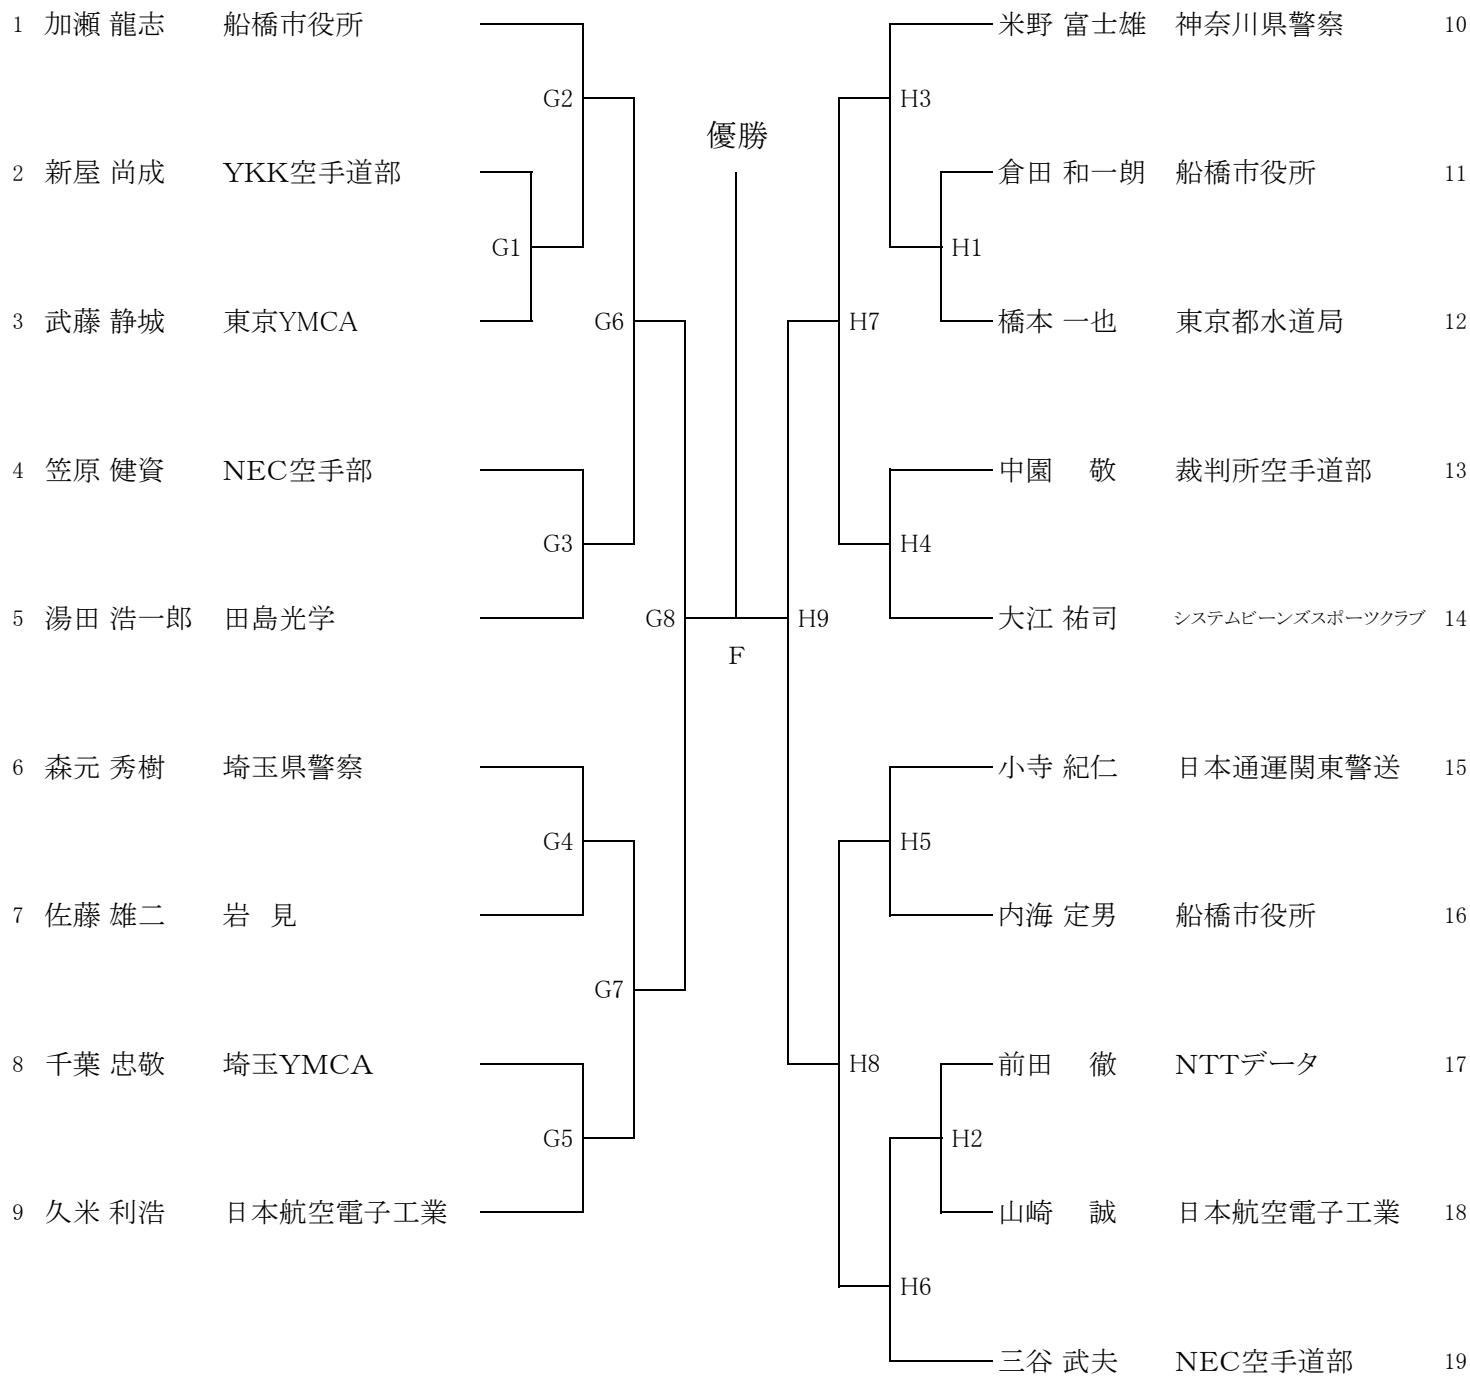 1 加瀬 龍志 船橋市役所
G2
2 新屋 尚成 YKK空手道部
G1
3 武藤 静城 東京YMCA
G6
4 笠原 健資 NEC空手部
G3
5 湯田 浩一郎 田島光学
G8
6 森元 秀樹 埼玉県警察
G4
7 佐藤 雄二 岩 見
G7
8 千葉 忠敬 埼玉YMCA
G5
9 久米 利浩 日本航空電子工業
優勝
F
米野 富士雄 神奈川県警察 10
H3
倉田 和一朗 船橋市役所 11
H1
橋本 一也 東京都水道局 12
H7
中園 敬 裁判所空手道部 13
H4
大江 祐司 システムビーンズスポーツクラブ 14
H9
小寺 紀仁 日本通運関東警送 15
H5
内海 定男 船橋市役所 16
H8
前田 徹 NTTデータ 17
H2
山崎 誠 日本航空電子工業 18
H6
三谷 武夫 NEC空手道部 19